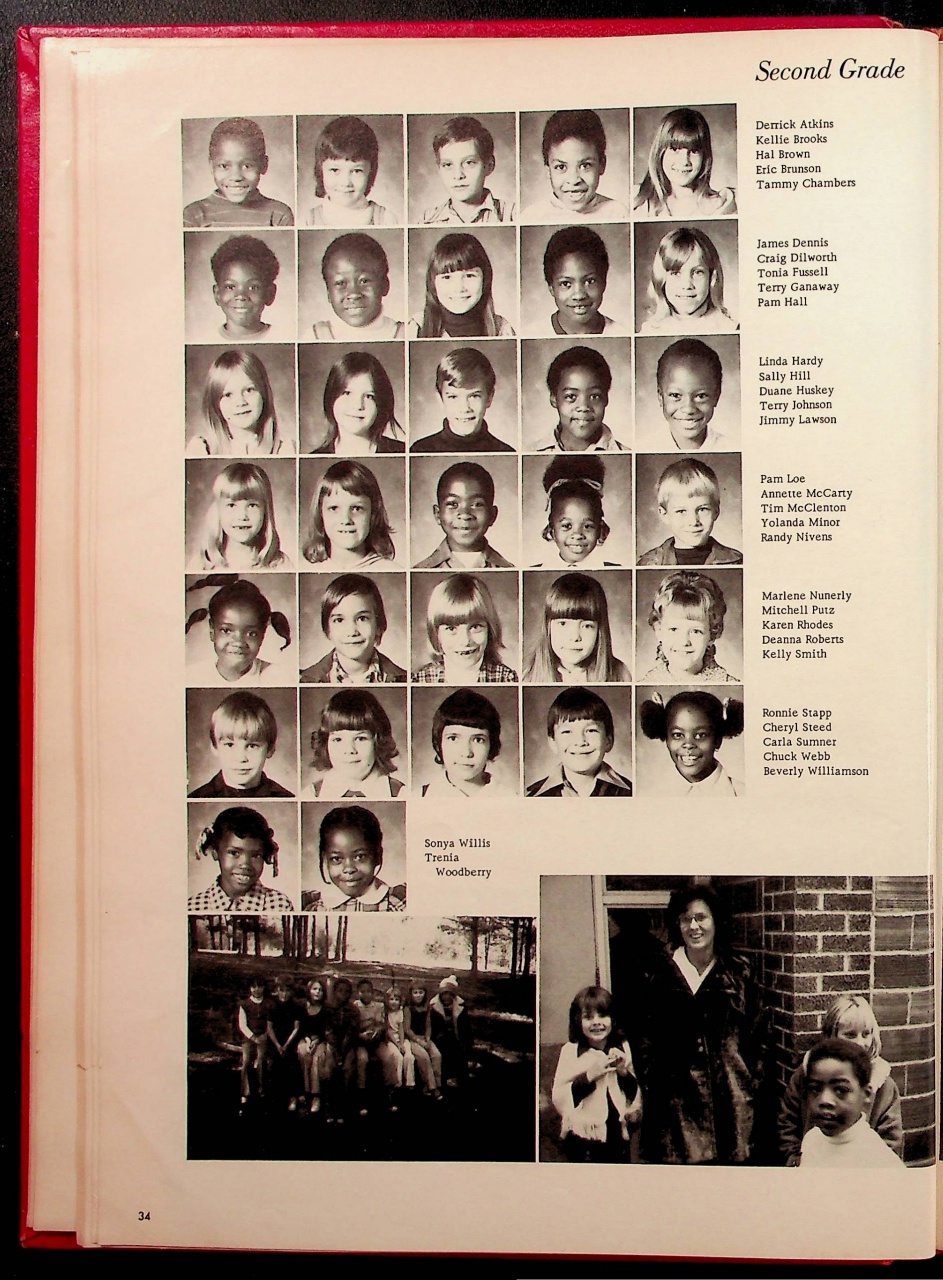 Second Grade
Derrick Atkins
Kellie Brooks
Hal Brown
Eric Brunson
Tammy Chambers
James Dennis
Craig Dilworth
Tonia Fussell
Terry Ganaway
Pam Hall
Linda Hardy
Sally Hill
Duane Huskey
Terry Johnson
Jimmy Lawson
Pam Loe
Annette McCarty
Tim McClenton
Yolanda Minor
Randy Nivens
Marlene Nunerly
Mitchell Putz
Karen Rhodes
Deanna Roberts
Kelly Smith
Ronnie Stapp
Cheryl Steed
Carla Sumner
Chuck Webb
Beverly Williamson
Sonya Willis
Trenia
Woodberry
34